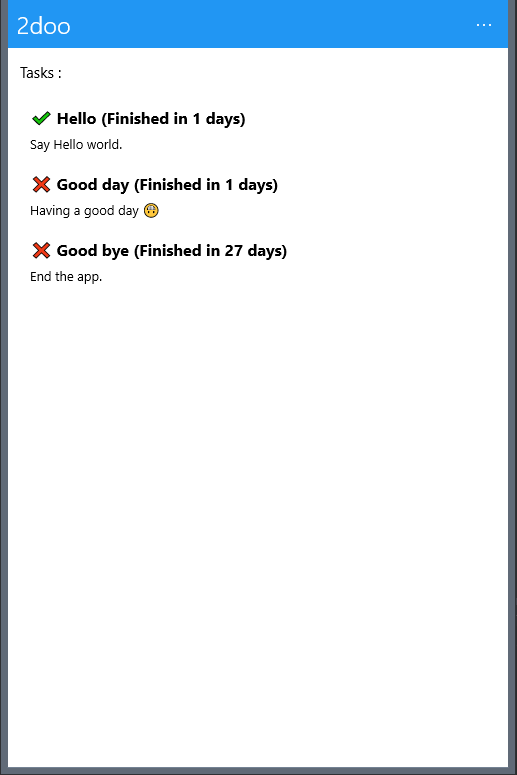 2doo
Tasks :
✔ Hello (Finished in 1 days)
Say Hello world.
❌ Good day (Finished in 1 days)
Having a good day
❌ Good bye (Finished in 27 days)
End the app.